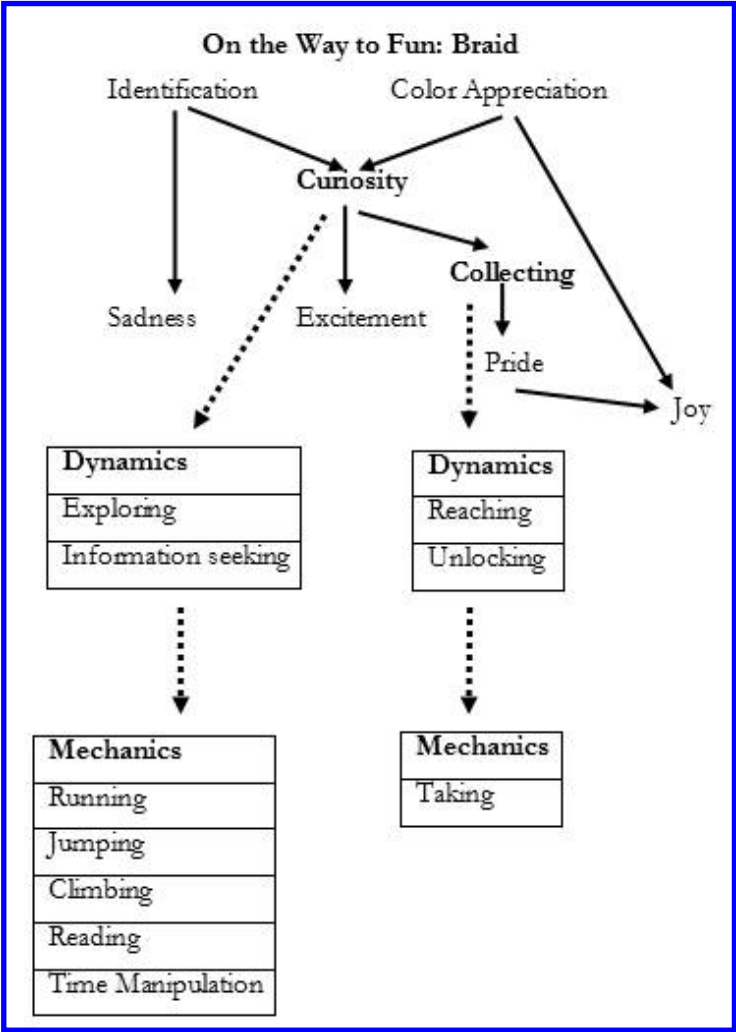 On the Way to Fun: Braid
Identification
Color Appreciation
Curiosity
Collecting
Sadness
Excitement
Pride
Joy
Dynamics
Exploring
Information seeking
Dynamics
Reaching
Unlocking
Mechanics
Running
Jumping
Climbing
Reading
Time Manipulation
Mechanics
Taking